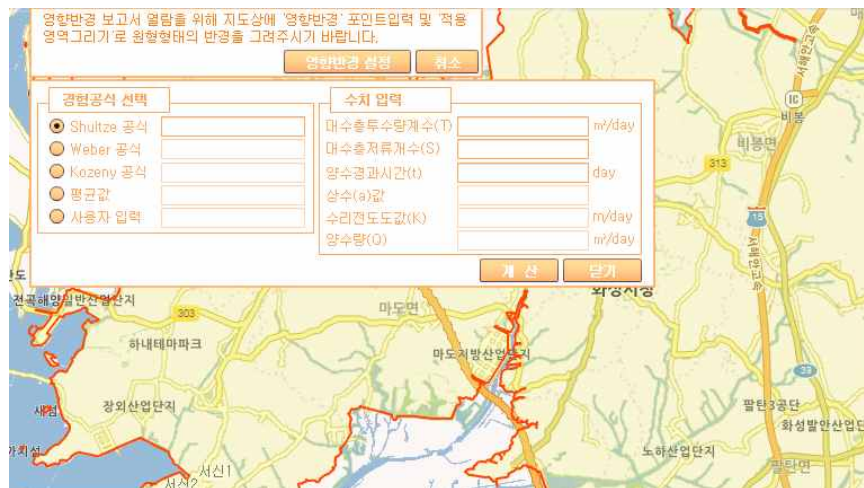 영향반경 보고서 열람을 위해 지도상에 '영향반경' 포인트입력 및 '적용
영역그리기'로 원형형태의 반경을 그려주시기 바랍니다.
영향반경 설정 취소
경험공식 선택
Shultze 공식
Weber 공식
Kozeny 공식
평균값
사용자 입력
수치 입력
대수층투수량계수(T) m²/day
대수층저류계수(S)
양수경과시간(t) day
상수(a)값
수리전도도값(K) m/day
양수량(Q) m³/day
계 산 닫기
서해안고속
IC
비봉
비봉면
313
15
서해안고속
화성시청
전곡해양일반산업단지
303
마도면
하내테마파크
마도지방산업단지
39
장외산업단지
팔탄3공단
화성발안산업단
노하산업단지
팔탄면
서신1
서신2